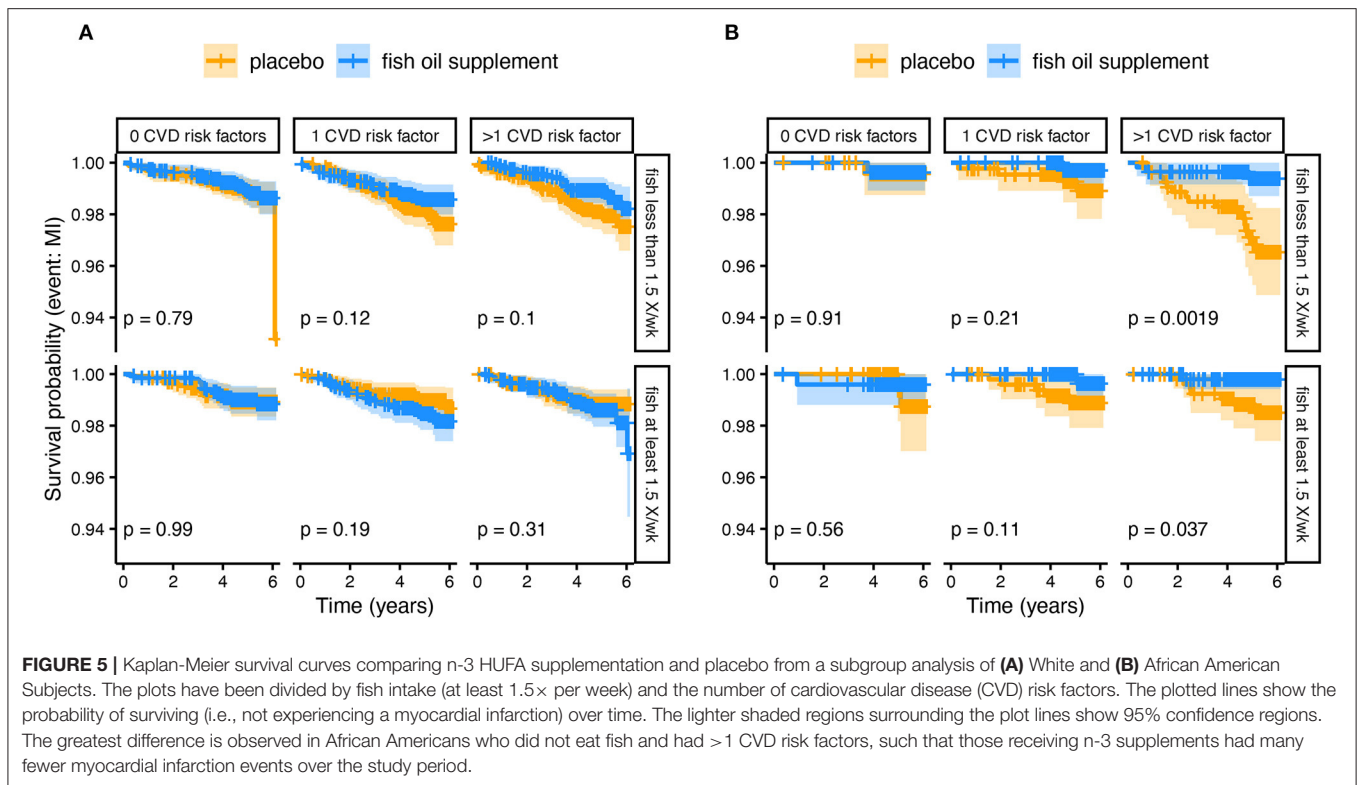 A
placebo
fish oil supplement
B
placebo
fish oil supplement
0 CVD risk factors
1 CVD risk factor
>1 CVD risk factor
0 CVD risk factors
1 CVD risk factor
>1 CVD risk factor
Survival probability (event: MI)
1.00
0.98
0.96
0.94
p = 0.79
p = 0.12
p = 0.1
fish less than 1.5 X/wk
1.00
0.98
0.96
0.94
p = 0.91
p = 0.21
p = 0.0019
fish less than 1.5 X/wk
1.00
0.98
0.96
0.94
p = 0.99
p = 0.19
p = 0.31
fish at least 1.5 X/wk
1.00
0.98
0.96
0.94
p = 0.56
p = 0.11
p = 0.037
fish at least 1.5 X/wk
0 2 4 6
0 2 4 6
0 2 4 6
Time (years)
0 2 4 6
0 2 4 6
0 2 4 6
Time (years)
FIGURE 5 | Kaplan-Meier survival curves comparing n-3 HUFA supplementation and placebo from a subgroup analysis of (A) White and (B) African American
Subjects. The plots have been divided by fish intake (at least 1.5× per week) and the number of cardiovascular disease (CVD) risk factors. The plotted lines show the
probability of surviving (i.e., not experiencing a myocardial infarction) over time. The lighter shaded regions surrounding the plot lines show 95% confidence regions.
The greatest difference is observed in African Americans who did not eat fish and had >1 CVD risk factors, such that those receiving n-3 supplements had many
fewer myocardial infarction events over the study period.